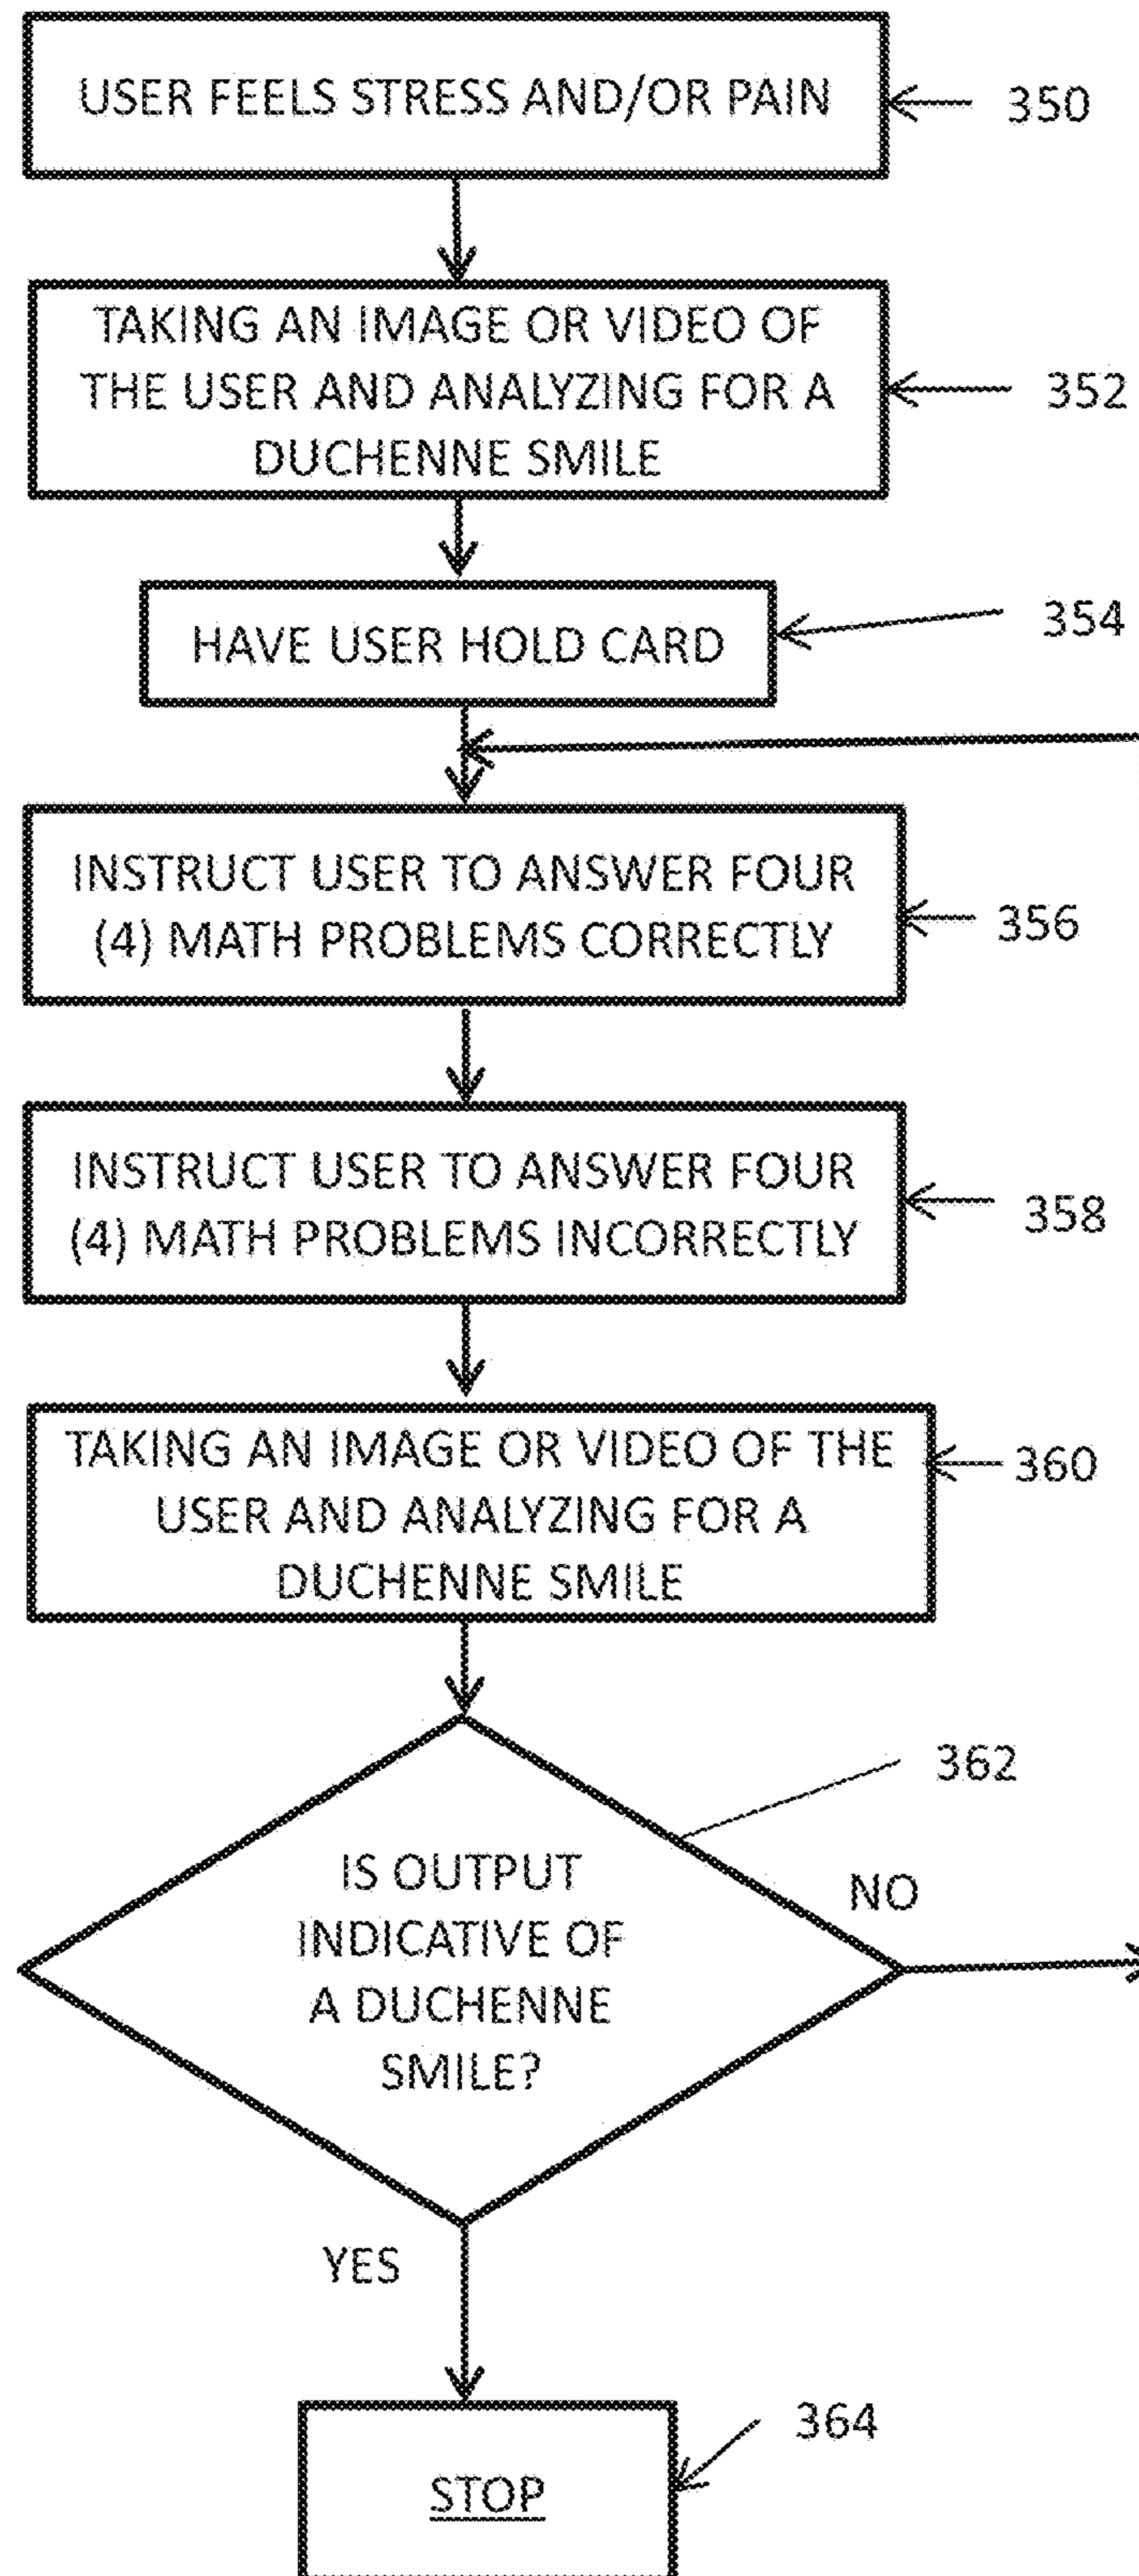 USER FEELS STRESS AND/OR PAIN
350
TAKING AN IMAGE OR VIDEO OF
THE USER AND ANALYZING FOR A
DUCHENNE SMILE
352
HAVE USER HOLD CARD
354
INSTRUCT USER TO ANSWER FOUR
(4) MATH PROBLEMS CORRECTLY
356
INSTRUCT USER TO ANSWER FOUR
(4) MATH PROBLEMS INCORRECTLY
358
TAKING AN IMAGE OR VIDEO OF THE
USER AND ANALYZING FOR A
DUCHENNE SMILE
360
362
IS OUTPUT
INDICATIVE OF
A DUCHENNE
SMILE?
NO
YES
364
STOP